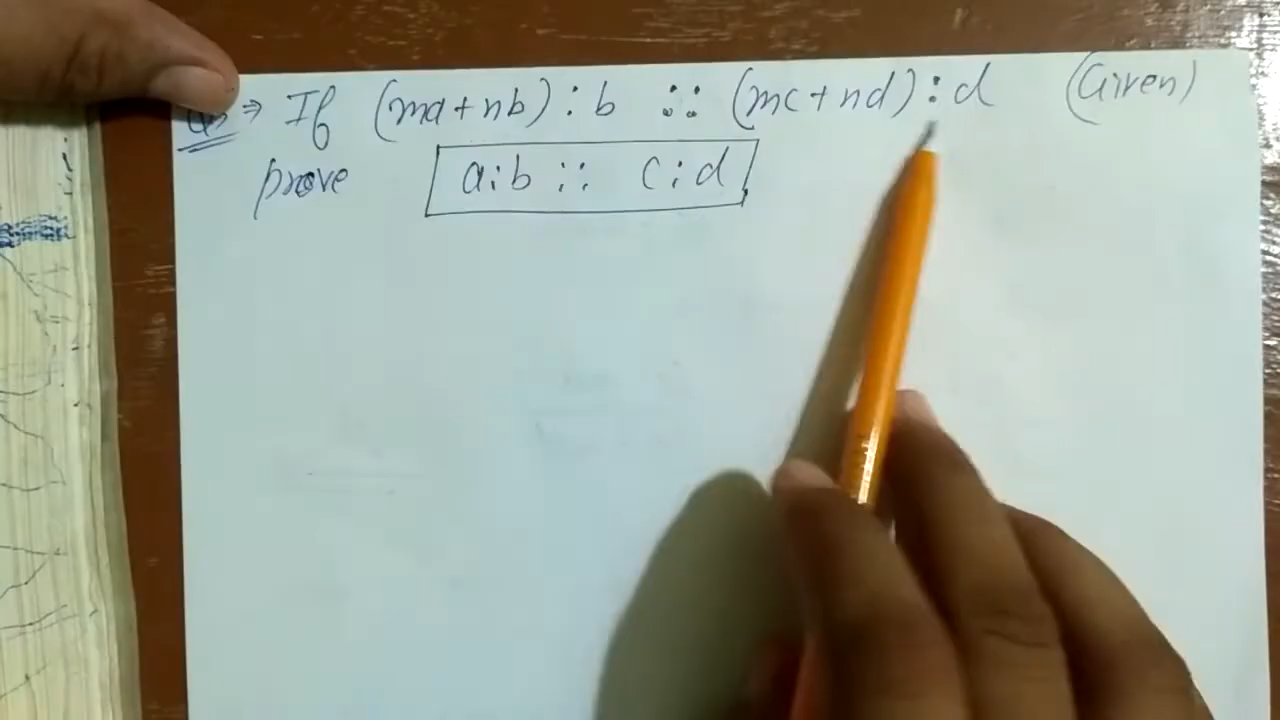 Q → If (ma+nb) : b :: (mc+nd) : d (Given)
prove a:b :: c:d